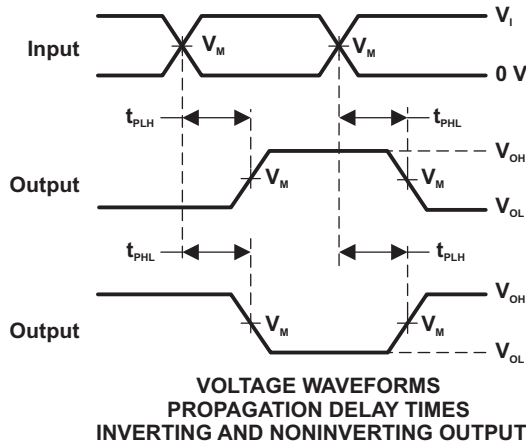 V_I
Input
V_M
V_M
0 V
t_PLH
t_PHL
V_OH
Output
V_M
V_M
V_OL
t_PHL
t_PLH
V_OH
Output
V_M
V_M
V_OL
VOLTAGE WAVEFORMS
PROPAGATION DELAY TIMES
INVERTING AND NONINVERTING OUTPUT